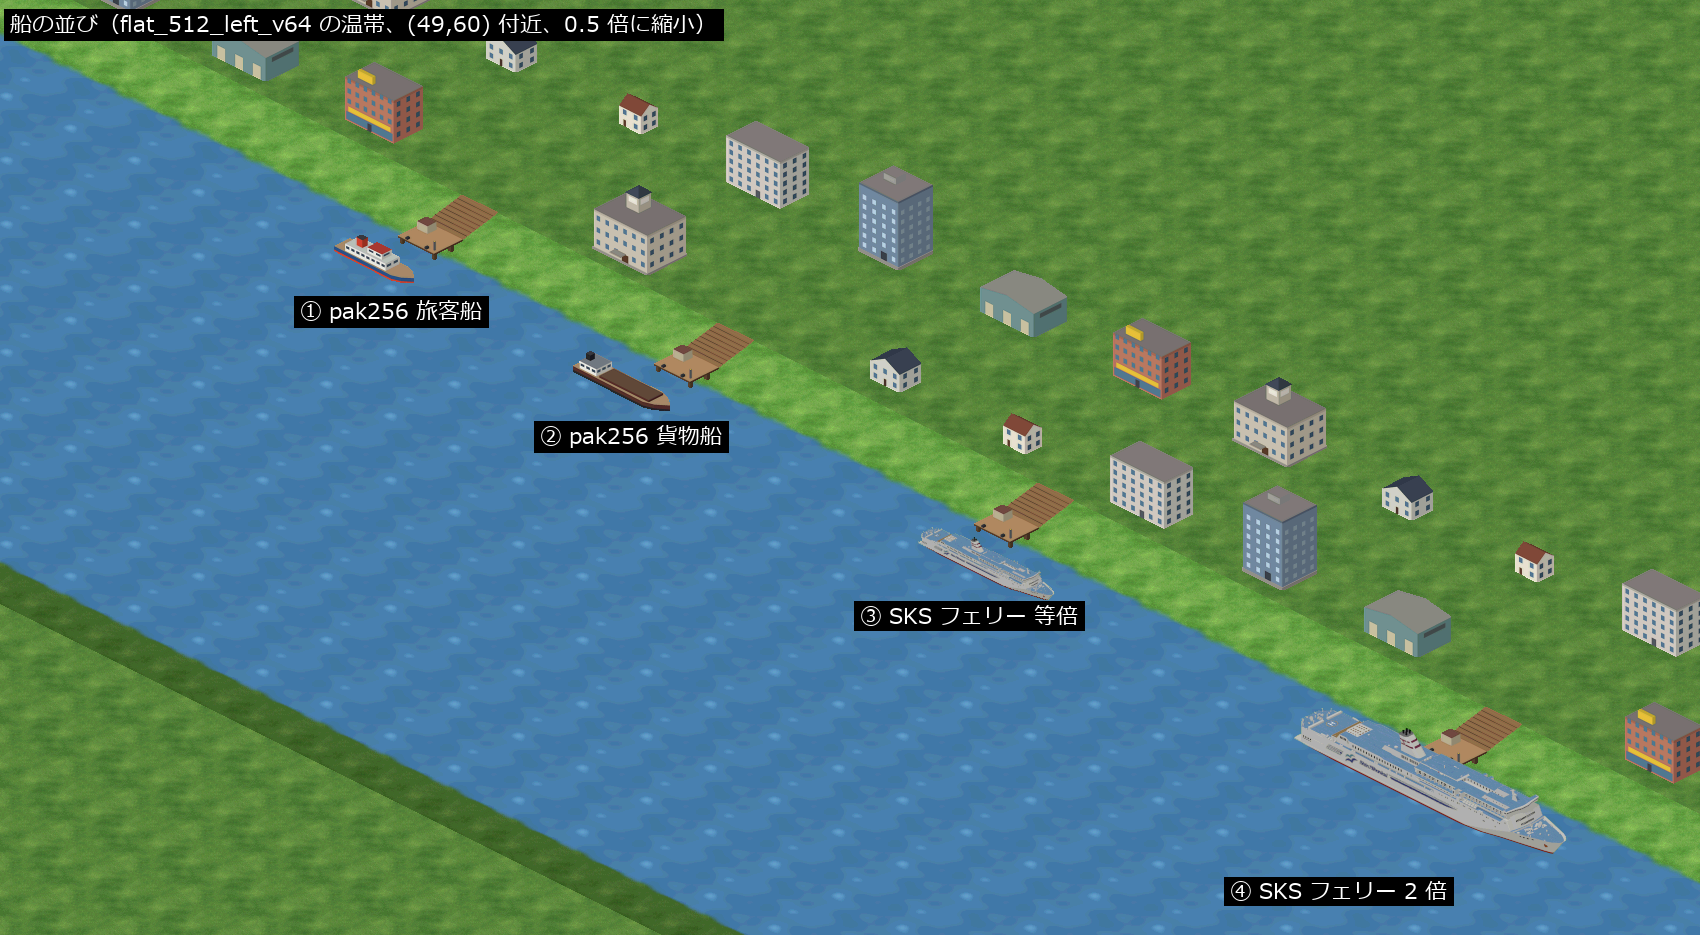 船の並び（flat_512_left_v64 の温帯、(49,60) 付近、0.5 倍に縮小）
① pak256 旅客船
② pak256 貨物船
③ SKS フェリー 等倍
④ SKS フェリー 2 倍